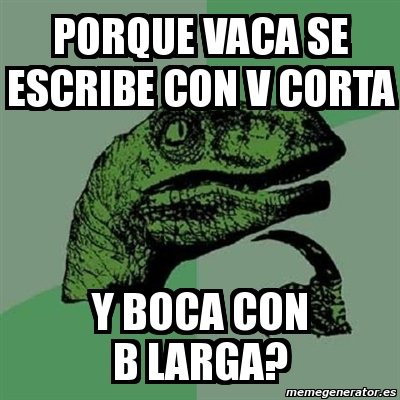 PORQUE VACA SE
ESCRIBE CON V CORTA
Y BOCA CON
B LARGA?
memegenerator.es